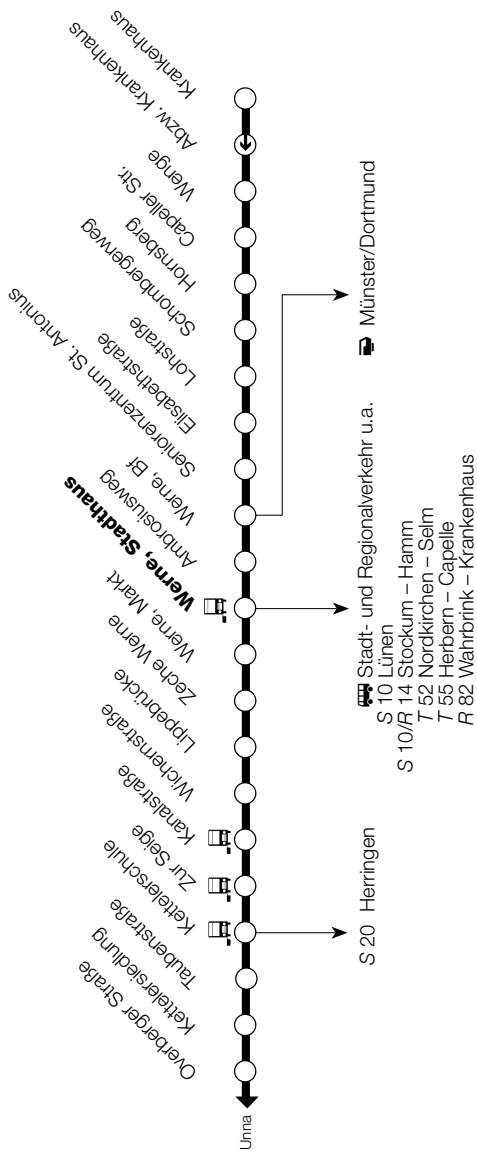 Krankenhaus
Abzw. Krankenhaus
Wenge
Capeller Str.
Hornsberg
Schombergerweg
Lohstraße
Elisabethstraße
Seniorenzentrum St. Antonius
Werne, Bf
Ambrosiusweg
Werne, Stadthaus
Werne, Markt
Zeche Werne
Lippebrücke
Wichernstraße
Kanalstraße
Zur Seige
Kettelerschule
Taubenstraße
Kettelersiedlung
Overberger Straße
Unna
Münster/Dortmund
Stadt- und Regionalverkehr u.a.
S 10 Lünen
S 10/R 14 Stockum – Hamm
T 52 Nordkirchen – Selm
T 55 Herbern – Capelle
R 82 Wahrbrink – Krankenhaus
S 20 Herringen